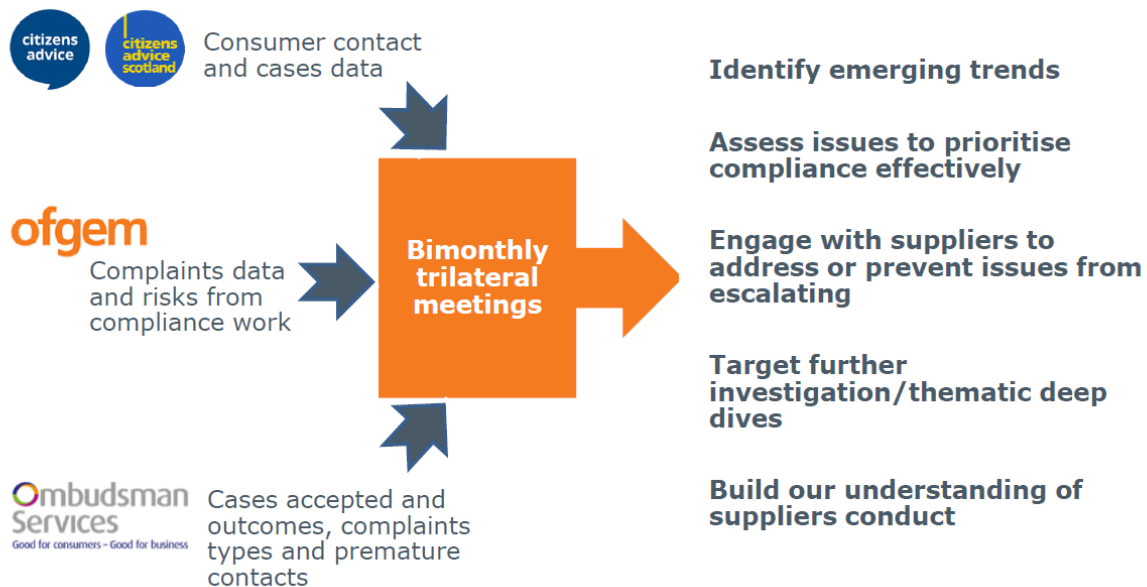 citizens
advice
citizens
advice
scotland
Consumer contact
and cases data
ofgem
Complaints data
and risks from
compliance work
Ombudsman
Services
Good for consumers – Good for business
Cases accepted and
outcomes, complaints
types and premature
contacts
Bimonthly
trilateral
meetings
Identify emerging trends
Assess issues to prioritise
compliance effectively
Engage with suppliers to
address or prevent issues from
escalating
Target further
investigation/thematic deep
dives
Build our understanding of
suppliers conduct